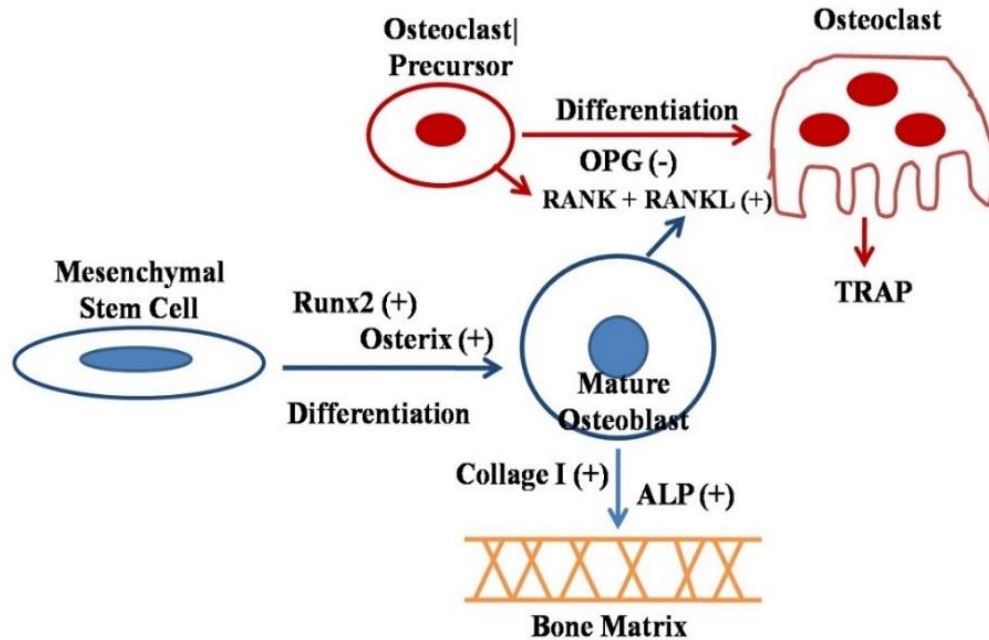 Osteoclast|
Precursor
Osteoclast
Differentiation
OPG (-)
RANK + RANKL (+)
TRAP
Mesenchymal
Stem Cell
Runx2 (+)
Osterix (+)
Differentiation
Mature
Osteoblast
Collage I (+)
ALP (+)
Bone Matrix